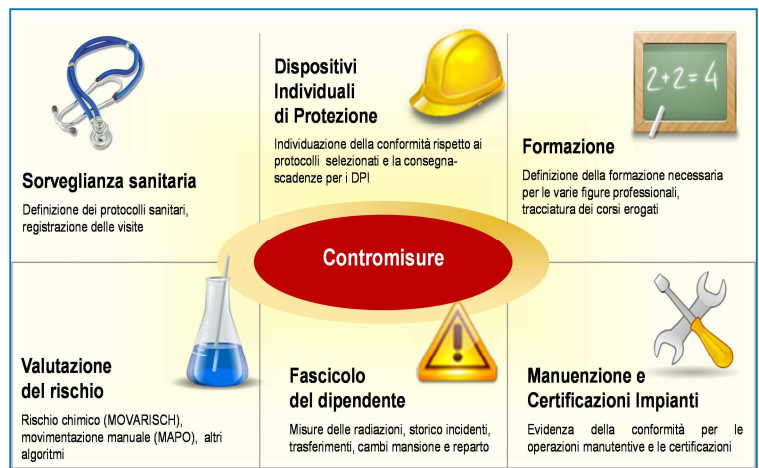 Sorveglianza sanitaria
Definizione dei protocolli sanitari,
registrazione delle visite
Dispositivi
Individuali
di Protezione
Individuazione della conformità rispetto ai
protocolli selezionati e la consegna-
scadenze per i DPI
2+2=4
Formazione
Definizione della formazione necessaria
per le varie figure professionali,
tracciatura dei corsi erogati
Contromisure
Valutazione
del rischio
Rischio chimico (MOVARISCH),
movimentazione manuale (MAPO), altri
algoritmi
Fascicolo
del dipendente
Misure delle radiazioni, storico incidenti,
trasferimenti, cambi mansione e reparto
Manuenzione e
Certificazioni Impianti
Evidenza della conformità per le
operazioni manutentive e le certificazioni